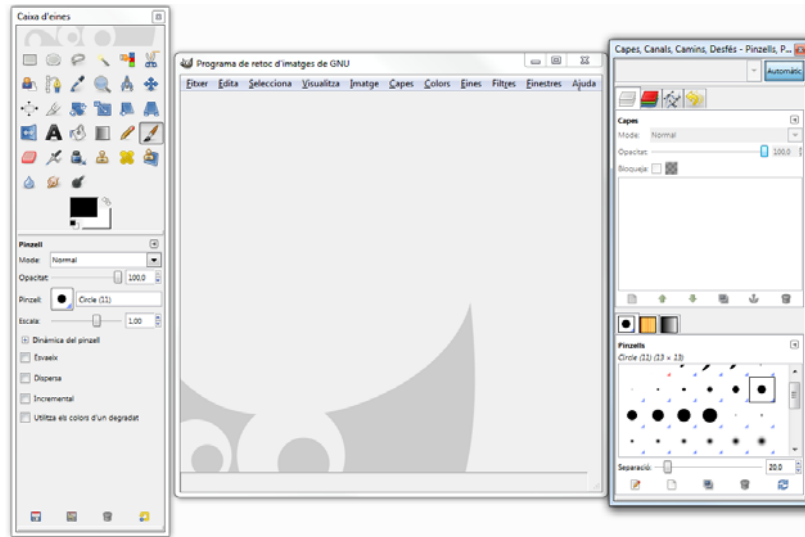 Caixa d'eines
Pinzell
Mode: Normal
Opacitat: 100,0
Pinzell: Circle (11)
Escala: 1,00
Dinàmica del pinzell
Esvaeix
Dispersa
Incremental
Utilitza els colors d'un degradat
Programa de retoc d'imatges de GNU
Fitxer Edita Selecciona Visualitza Imatge Capes Colors Eines Filtres Finestres Ajuda
Capes, Canals, Camins, Desfés - Pinzells, P...
Automàtic
Capes
Mode: Normal
Opacitat: 100,0
Bloqueja:
Pinzells
Circle (11) (13 × 13)
Separació: 20,0